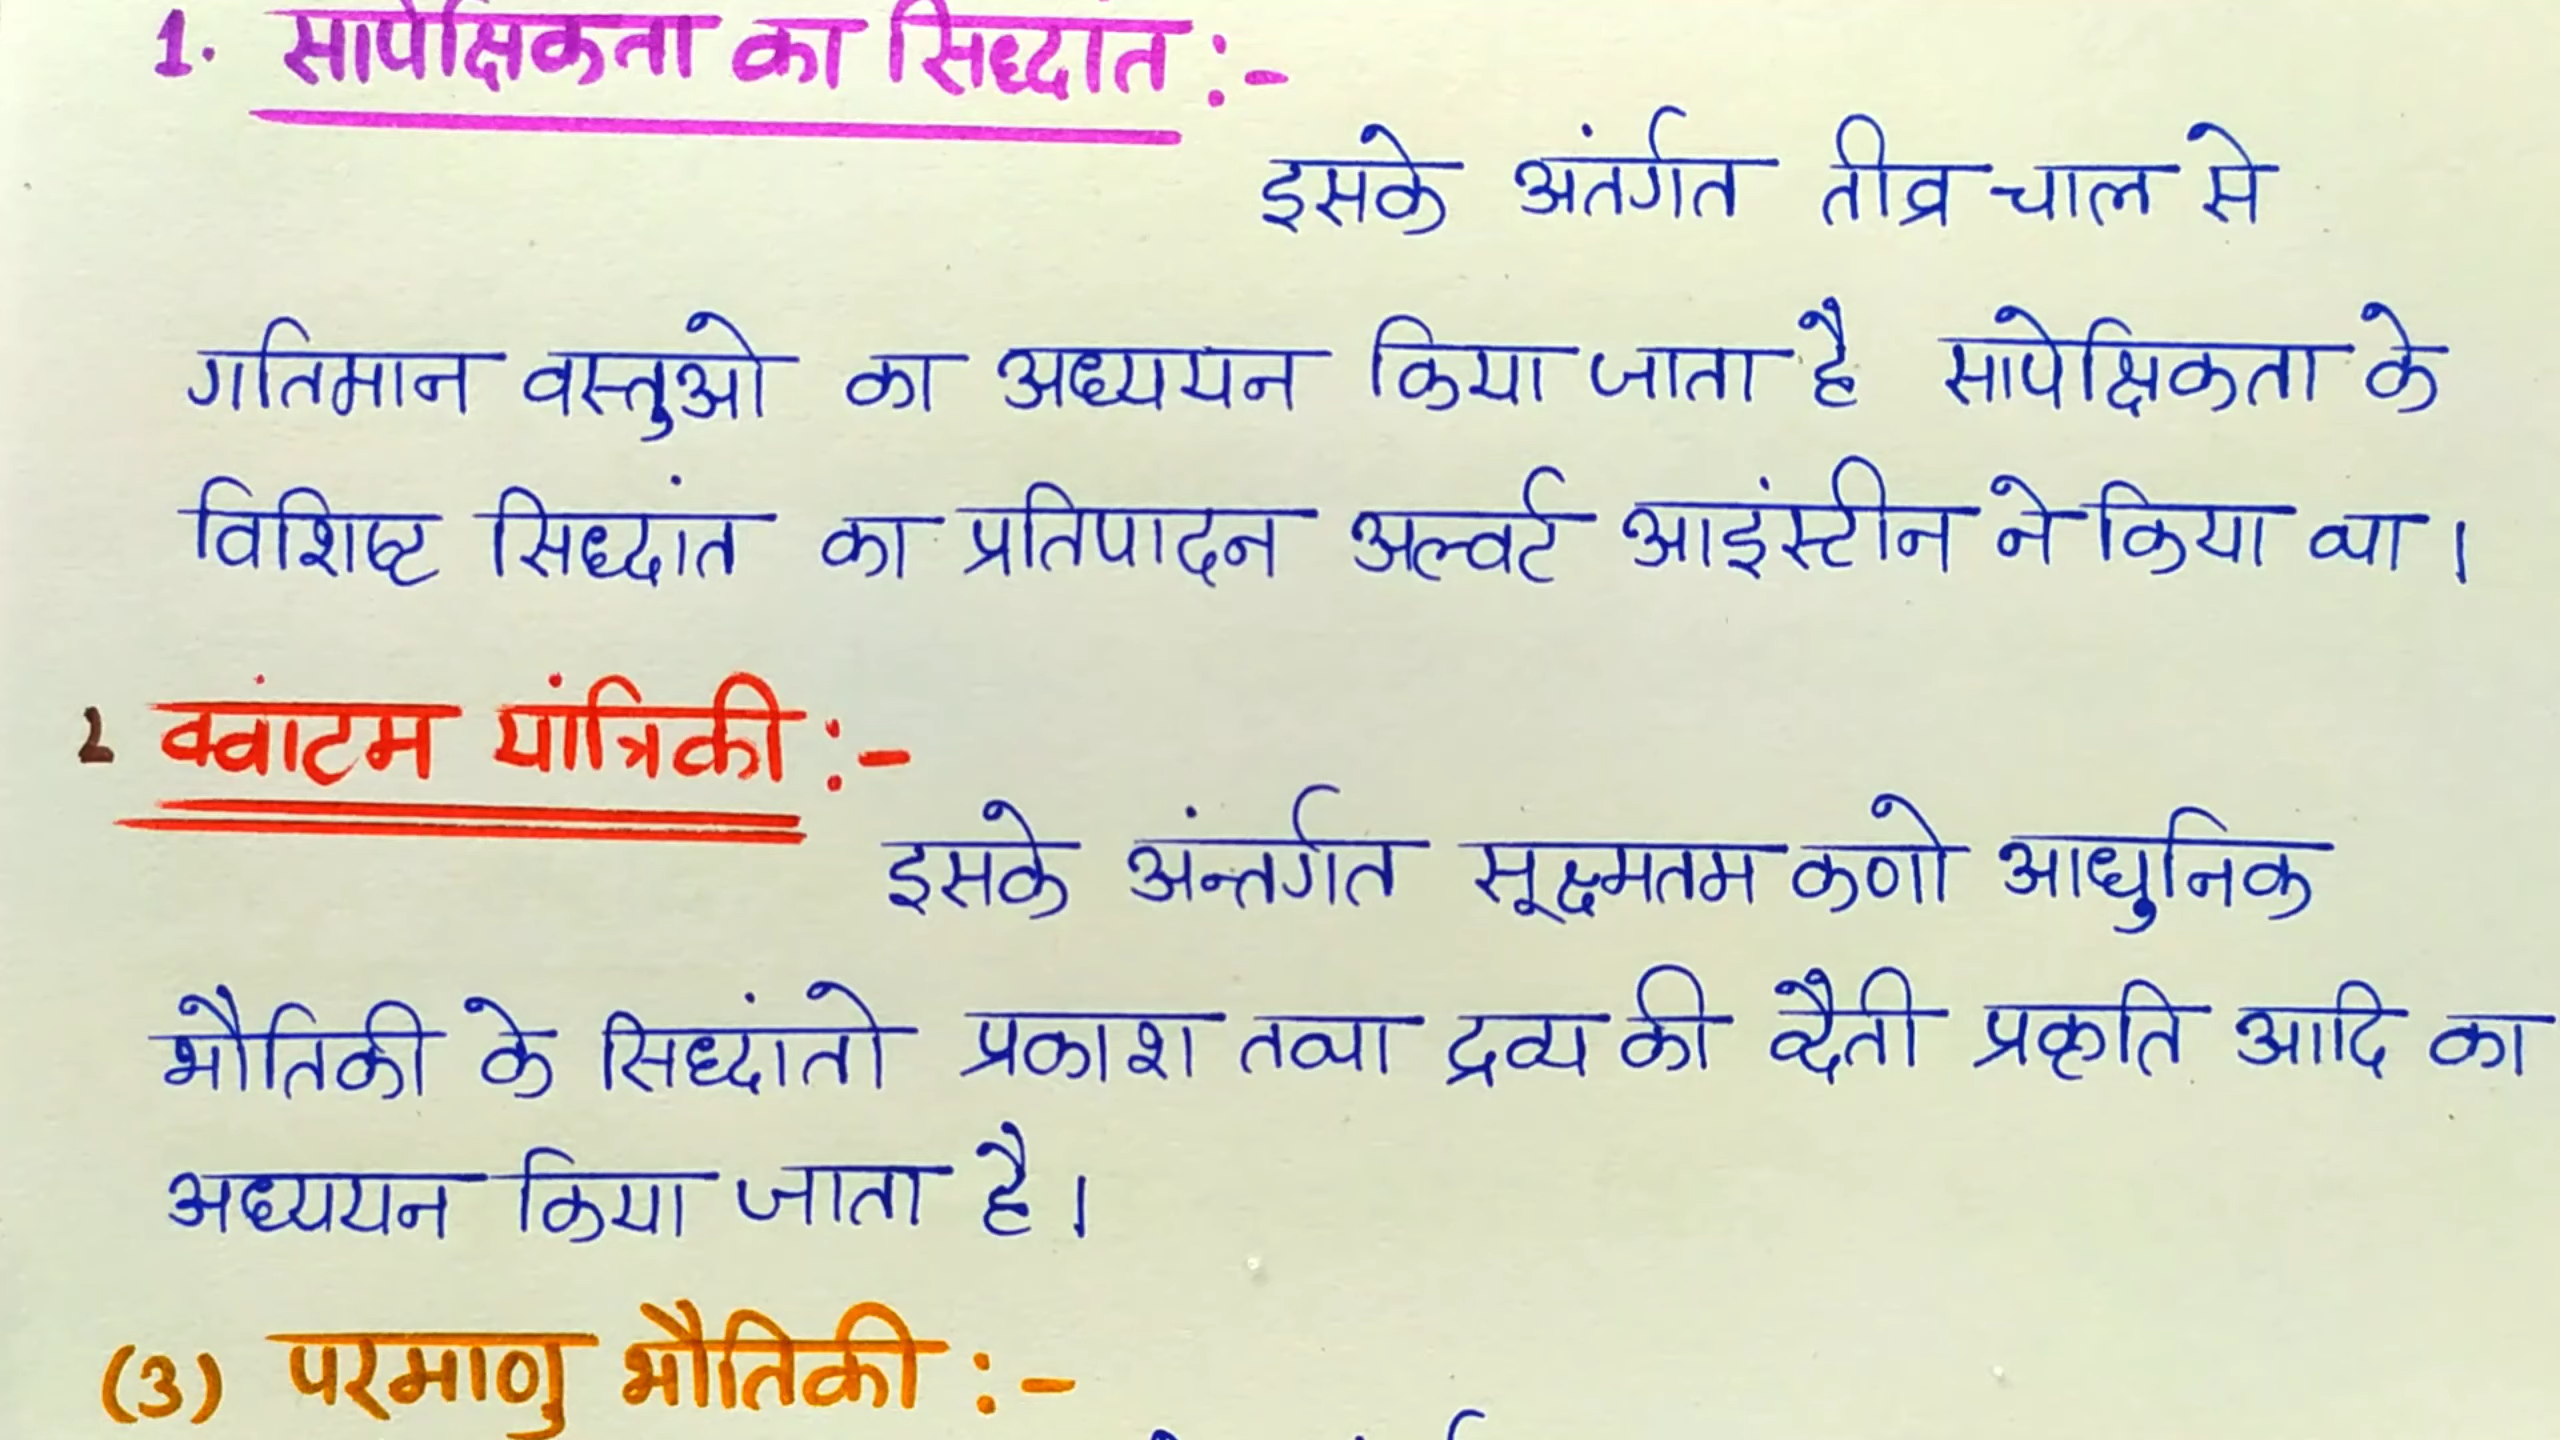 1. सापेक्षिकता का सिध्दांत :-
इसके अंतर्गत तीव्र चाल से
गतिमान वस्तुओ का अध्ययन किया जाता है सापेक्षिकता के
विशिष्ट सिध्दांत का प्रतिपादन अल्वर्ट आइंस्टीन ने किया था।
2 क्वांटम यांत्रिकी :-
इसके अंन्तर्गत सूक्ष्मतम कणो आधुनिक
भौतिकी के सिध्दांतो प्रकाश तथा द्रव्य की व्दैती प्रकृति आदि का
अध्ययन किया जाता है।
(3) परमाणु भौतिकी :-